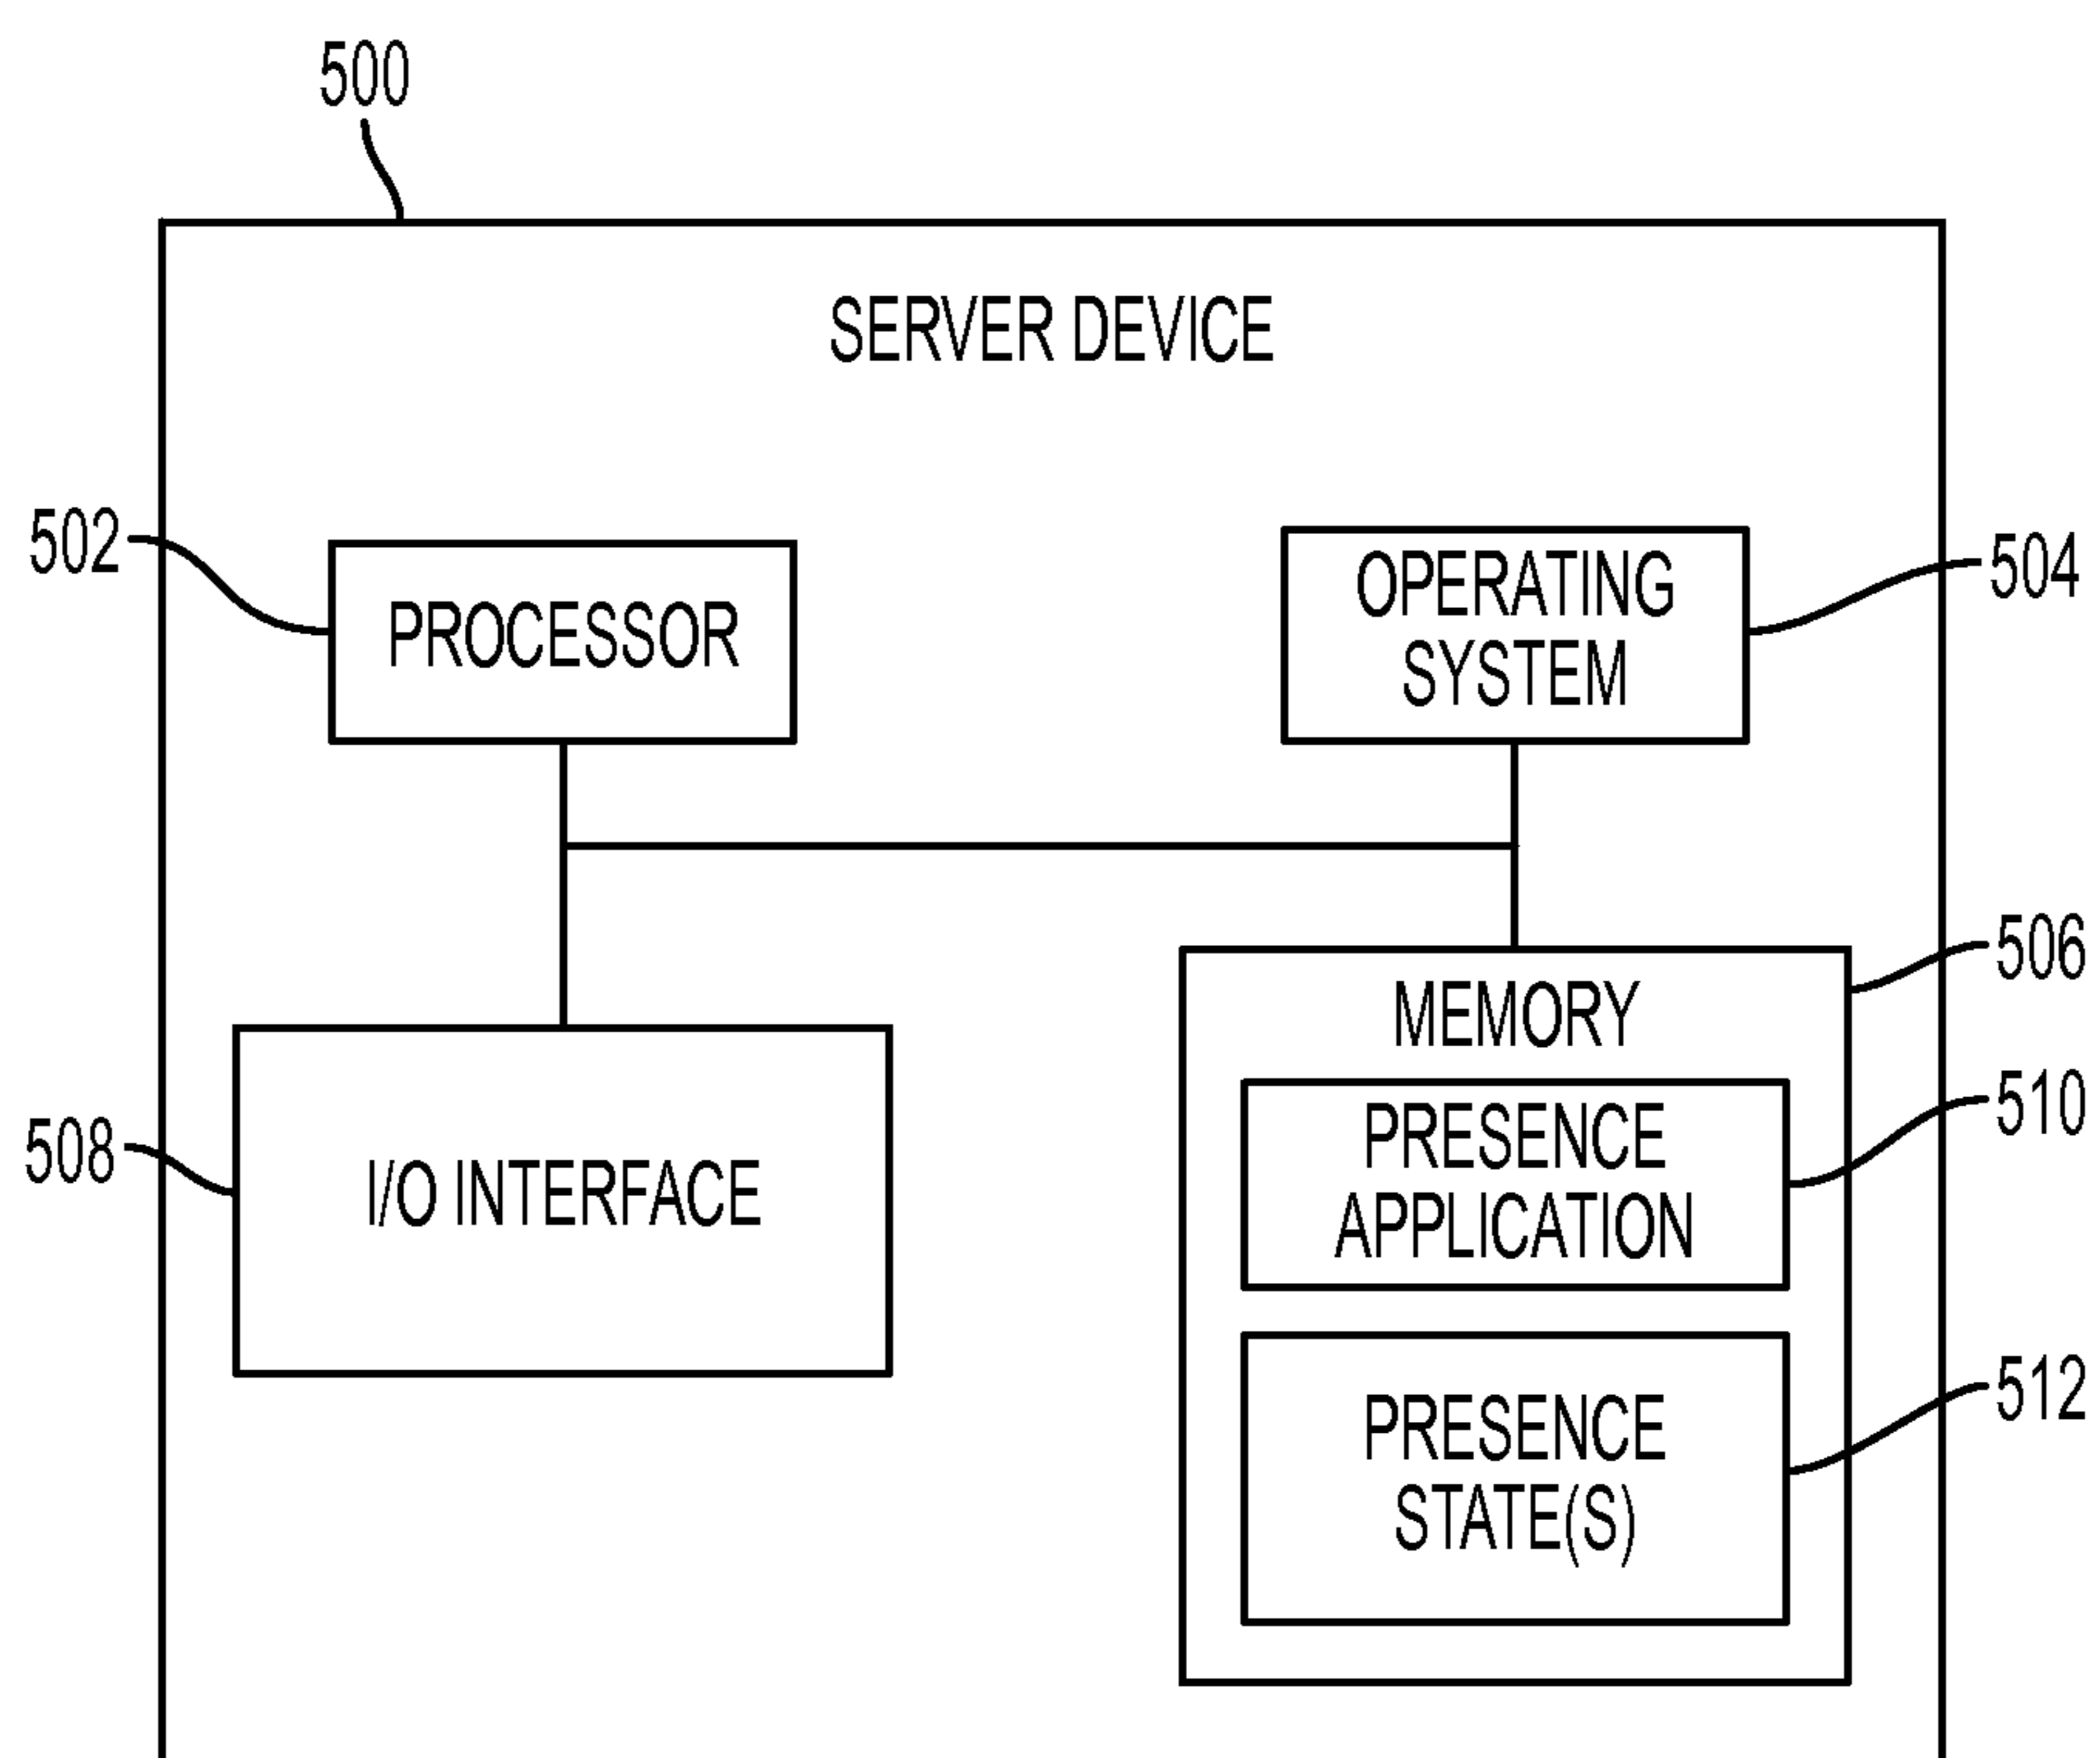 500
SERVER DEVICE
502
PROCESSOR
OPERATING
SYSTEM
504
506
MEMORY
510
PRESENCE
APPLICATION
508
I/O INTERFACE
512
PRESENCE
STATE(S)